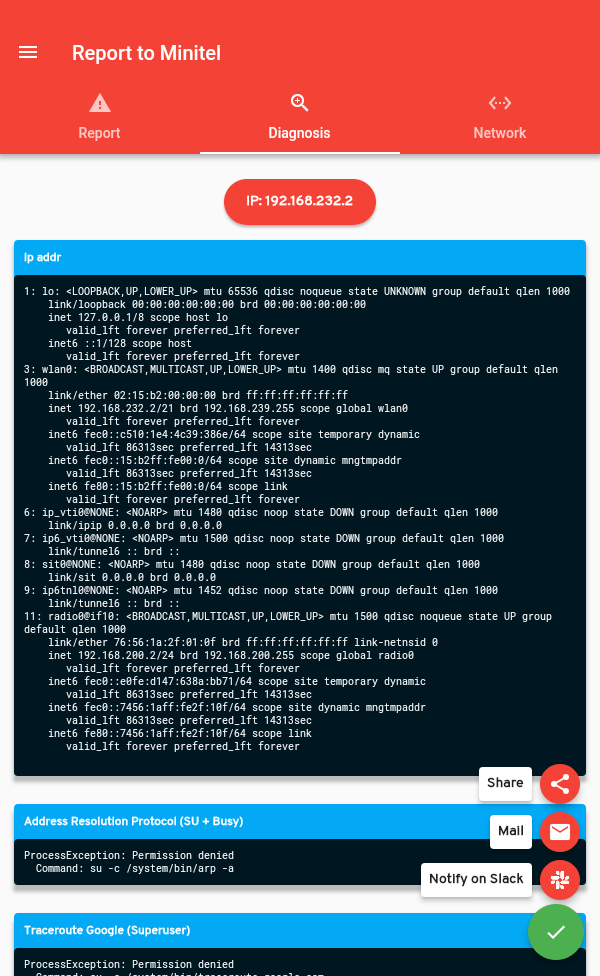 Report to Minitel
Report
Diagnosis
Network
IP: 192.168.232.2
ip addr
1: lo: <LOOPBACK,UP,LOWER_UP> mtu 65536 qdisc noqueue state UNKNOWN group default qlen 1000
link/loopback 00:00:00:00:00:00 brd 00:00:00:00:00:00
inet 127.0.0.1/8 scope host lo
valid_lft forever preferred_lft forever
inet6 ::1/128 scope host
valid_lft forever preferred_lft forever
3: wlan0: <BROADCAST,MULTICAST,UP,LOWER_UP> mtu 1400 qdisc mq state UP group default qlen
1000
link/ether 02:15:b2:00:00:00 brd ff:ff:ff:ff:ff:ff
inet 192.168.232.2/21 brd 192.168.239.255 scope global wlan0
valid_lft forever preferred_lft forever
inet6 fec0::c510:1e4:4c39:386e/64 scope site temporary dynamic
valid_lft 86313sec preferred_lft 14313sec
inet6 fec0::15:b2ff:fe00:0/64 scope site dynamic mngtmpaddr
valid_lft 86313sec preferred_lft 14313sec
inet6 fe80::15:b2ff:fe00:0/64 scope link
valid_lft forever preferred_lft forever
6: ip_vti0@NONE: <NOARP> mtu 1480 qdisc noop state DOWN group default qlen 1000
link/ipip 0.0.0.0 brd 0.0.0.0
7: ip6_vti0@NONE: <NOARP> mtu 1500 qdisc noop state DOWN group default qlen 1000
link/tunnel6 :: brd ::
8: sit0@NONE: <NOARP> mtu 1480 qdisc noop state DOWN group default qlen 1000
link/sit 0.0.0.0 brd 0.0.0.0
9: ip6tnl0@NONE: <NOARP> mtu 1452 qdisc noop state DOWN group default qlen 1000
link/tunnel6 :: brd ::
11: radio0@if10: <BROADCAST,MULTICAST,UP,LOWER_UP> mtu 1500 qdisc noqueue state UP group
default qlen 1000
link/ether 76:56:1a:2f:01:0f brd ff:ff:ff:ff:ff:ff link-netnsid 0
inet 192.168.200.2/24 brd 192.168.200.255 scope global radio0
valid_lft forever preferred_lft forever
inet6 fec0::e0fe:d147:638a:bb71/64 scope site temporary dynamic
valid_lft 86313sec preferred_lft 14313sec
inet6 fec0::7456:1aff:fe2f:10f/64 scope site dynamic mngtmpaddr
valid_lft 86313sec preferred_lft 14313sec
inet6 fe80::7456:1aff:fe2f:10f/64 scope link
valid_lft forever preferred_lft forever
Share
Address Resolution Protocol (SU + Busy)
Mail
ProcessException: Permission denied
Command: su -c /system/bin/arp -a
Notify on Slack
Traceroute Google (Superuser)
ProcessException: Permission denied